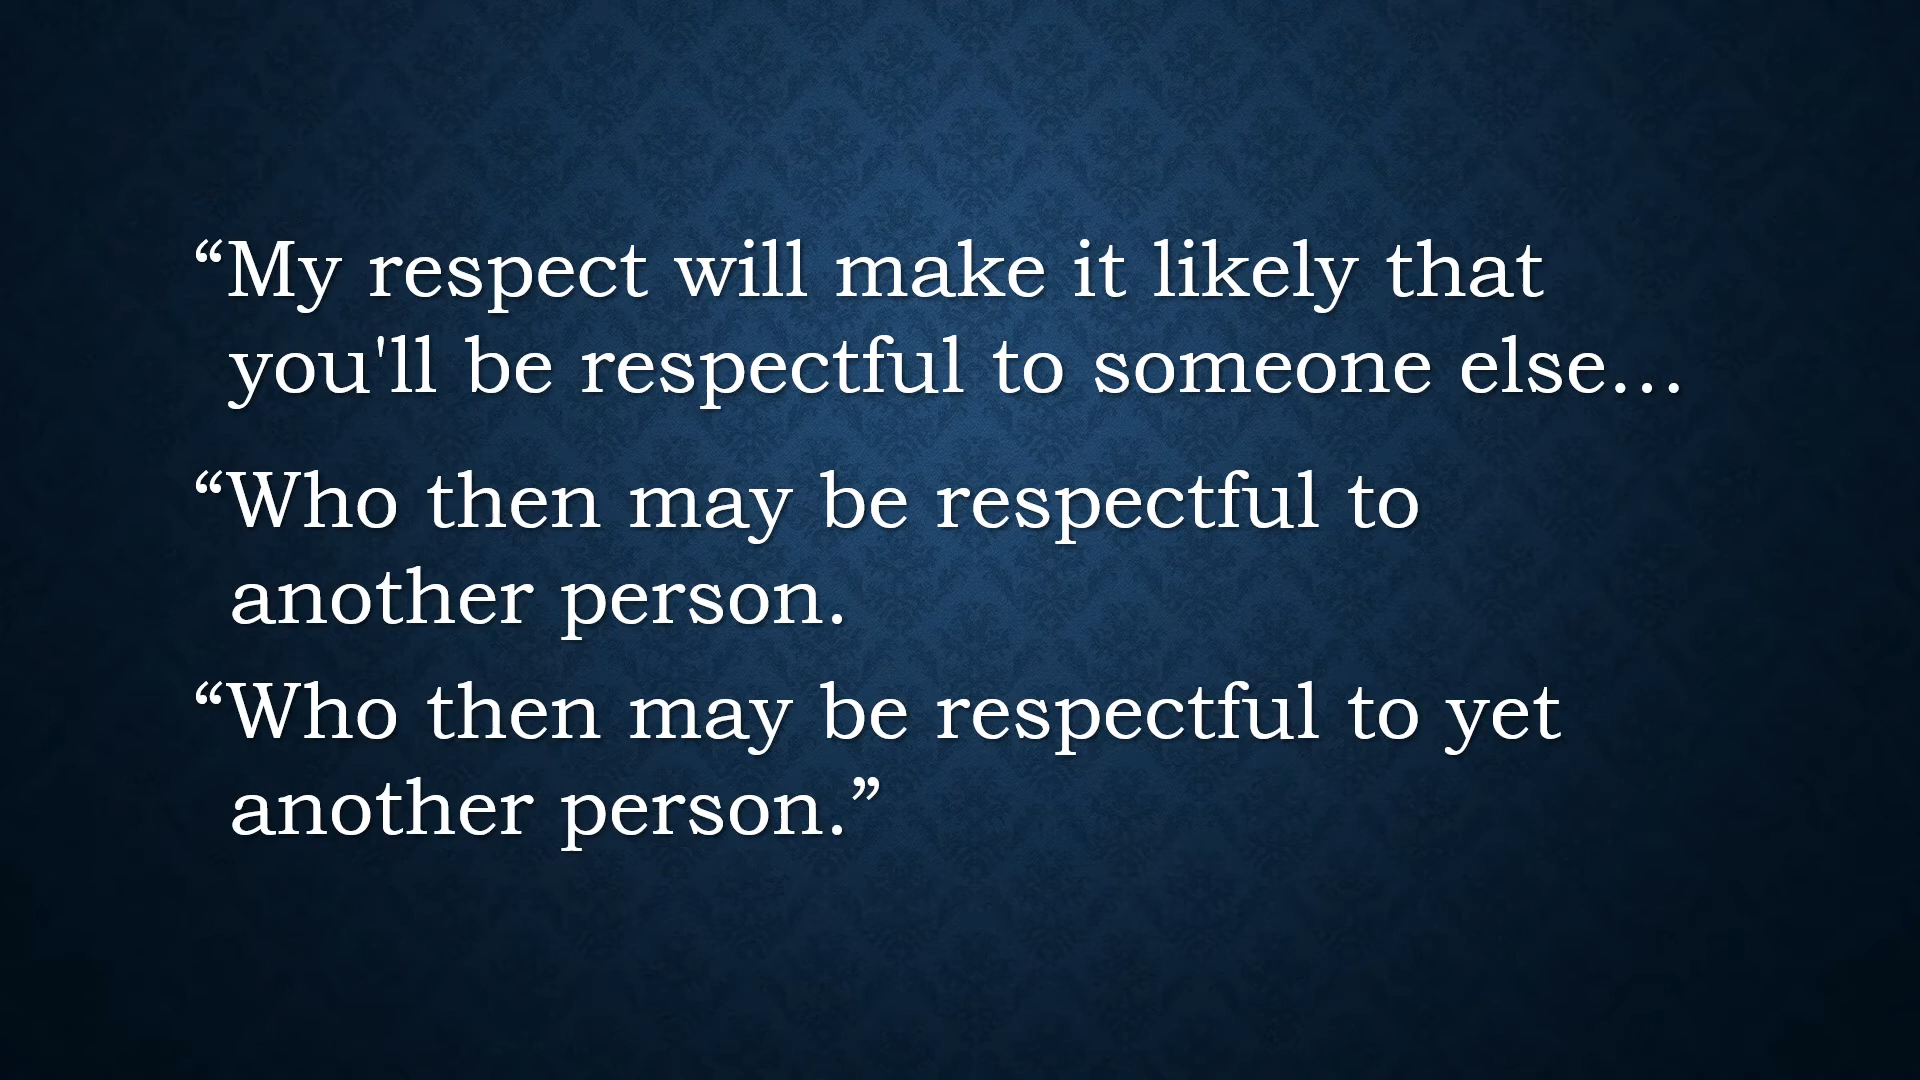 “My respect will make it likely that
you'll be respectful to someone else…
“Who then may be respectful to
another person.
“Who then may be respectful to yet
another person.”